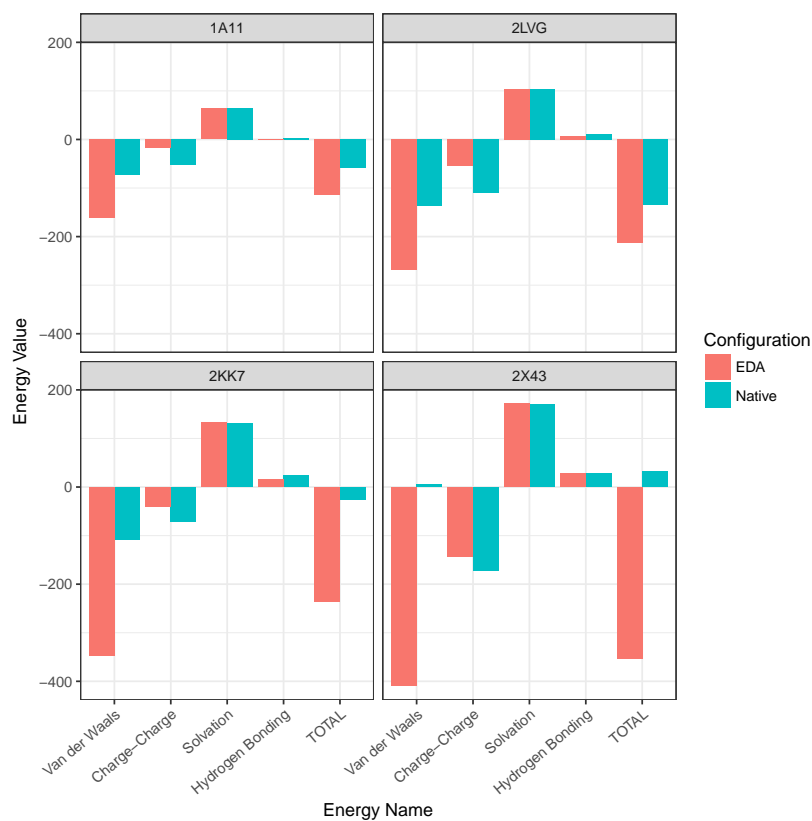 1A11
2LVG
200
0
−200
−400
2KK7
2X43
200
0
−200
−400
Van der Waals
Charge−Charge
Solvation
Hydrogen Bonding
TOTAL
Van der Waals
Charge−Charge
Solvation
Hydrogen Bonding
TOTAL
Energy Name
Energy Value
Configuration
EDA
Native